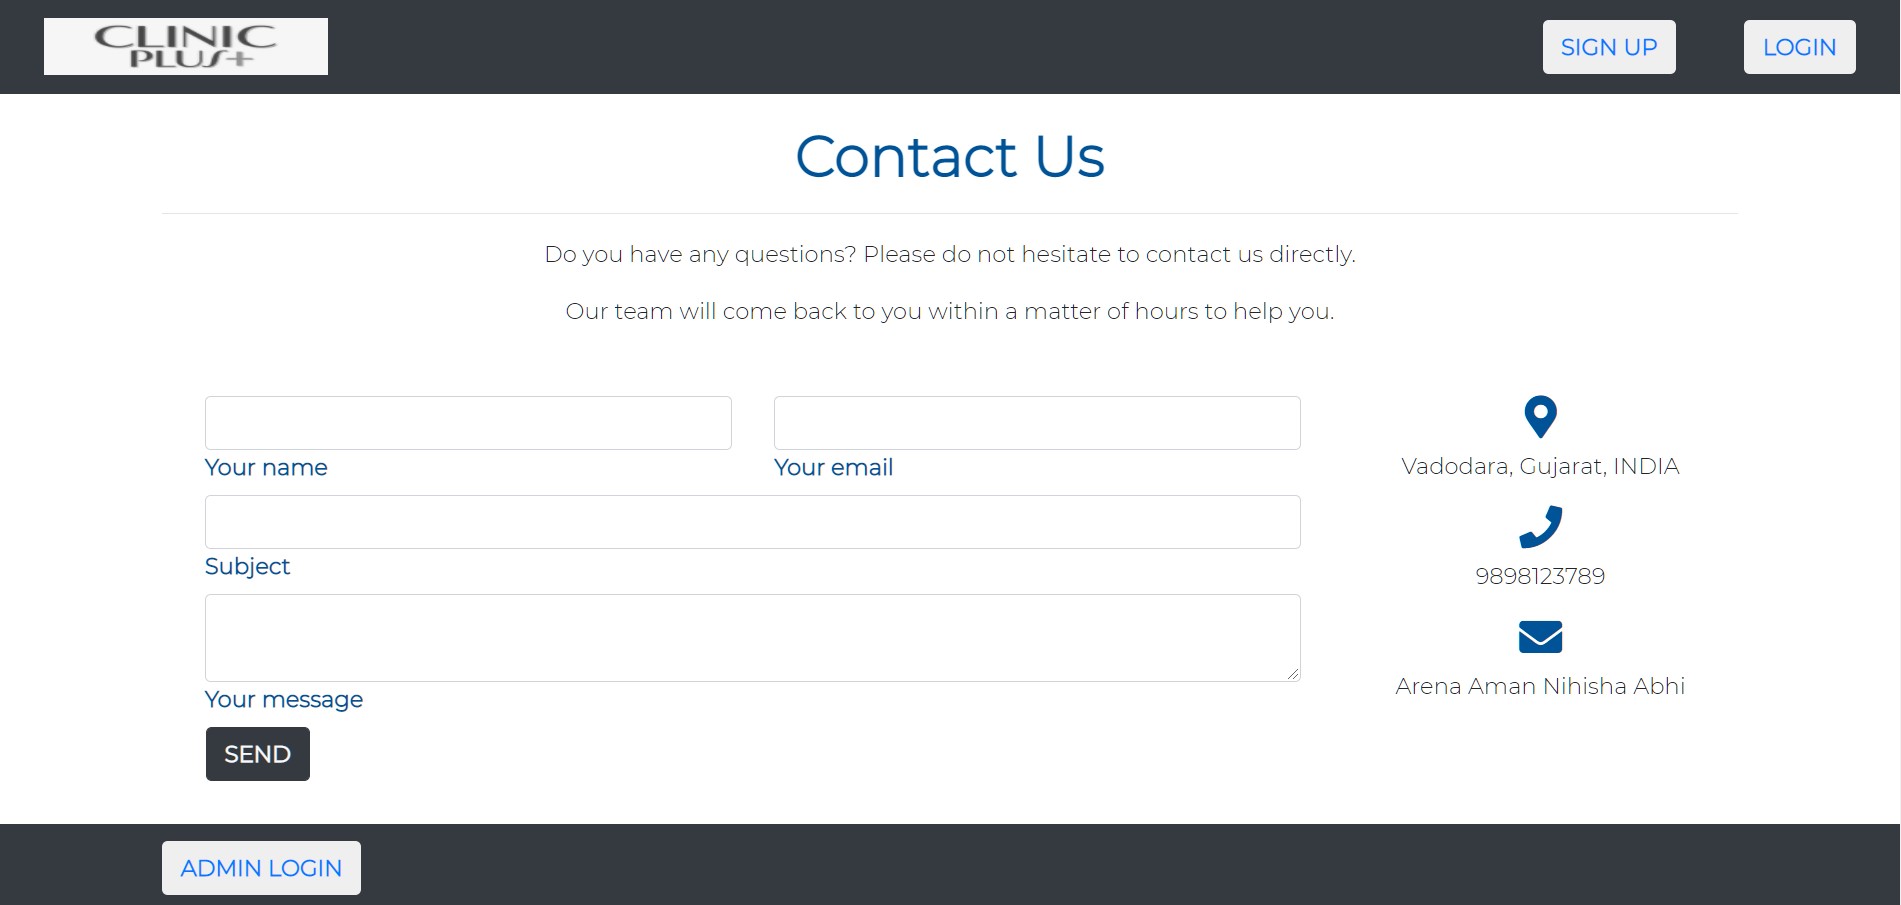 CLINIC
PLUS+
SIGN UP
LOGIN
Contact Us
Do you have any questions? Please do not hesitate to contact us directly.
Our team will come back to you within a matter of hours to help you.
Your name
Your email
Subject
Your message
SEND
Vadodara, Gujarat, INDIA
9898123789
Arena Aman Nihisha Abhi
ADMIN LOGIN